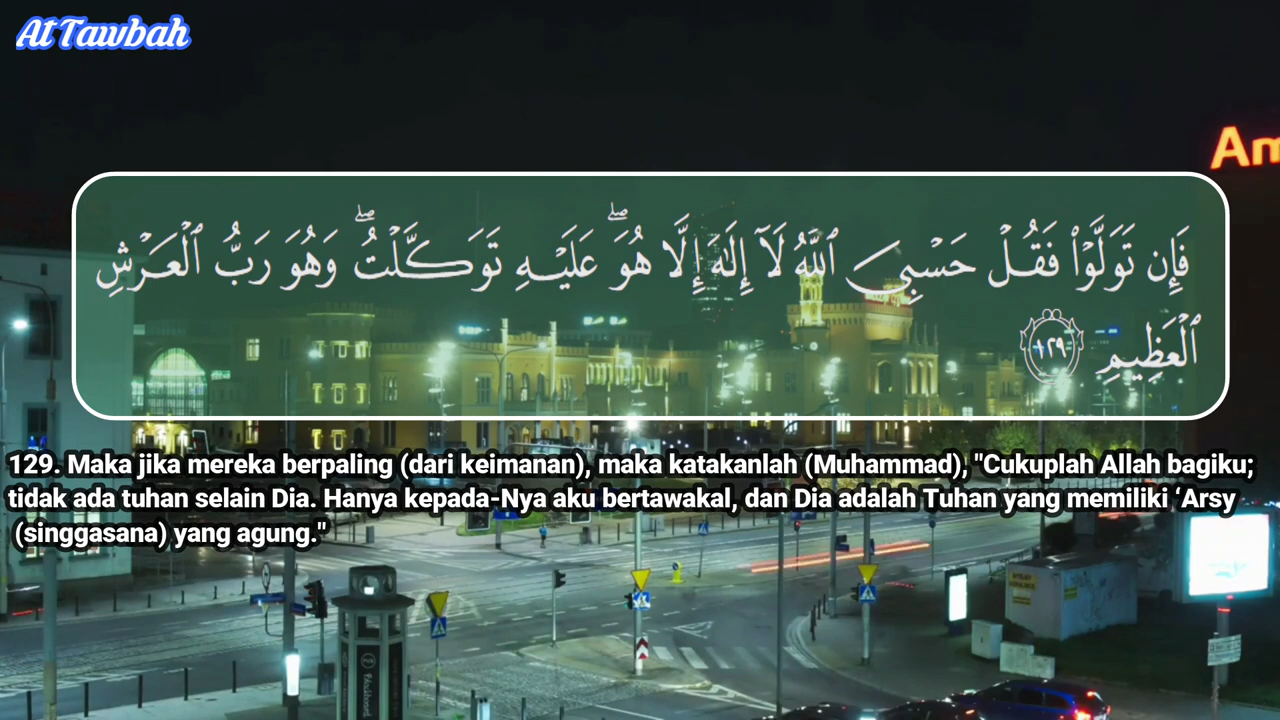 At Tawbah
Am
فَإِن تَوَلَّوْا۟ فَقُلْ حَسْبِىَ ٱللَّهُ لَآ إِلَٰهَ إِلَّا هُوَ ۖ عَلَيْهِ تَوَكَّلْتُ ۖ وَهُوَ رَبُّ ٱلْعَرْشِ
ٱلْعَظِيمِ ١٢٩
129. Maka jika mereka berpaling (dari keimanan), maka katakanlah (Muhammad), "Cukuplah Allah bagiku;
tidak ada tuhan selain Dia. Hanya kepada-Nya aku bertawakal, dan Dia adalah Tuhan yang memiliki ‘Arsy
(singgasana) yang agung."